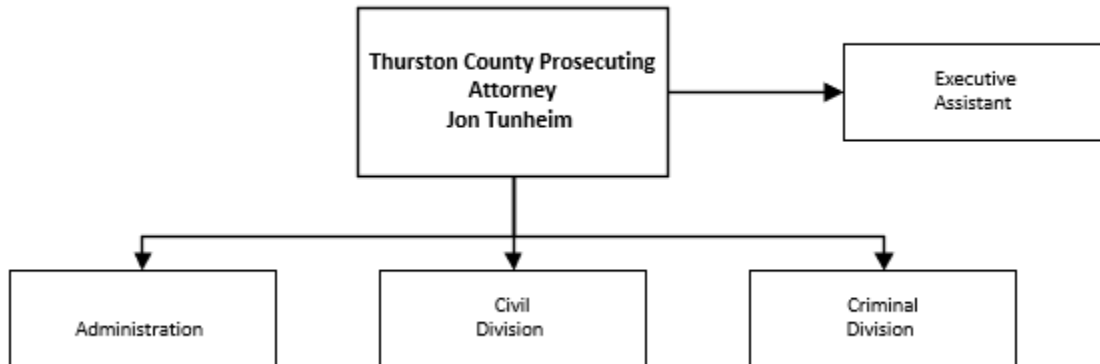 Thurston County Prosecuting
Attorney
Jon Tunheim
Executive
Assistant
Administration
Civil
Division
Criminal
Division